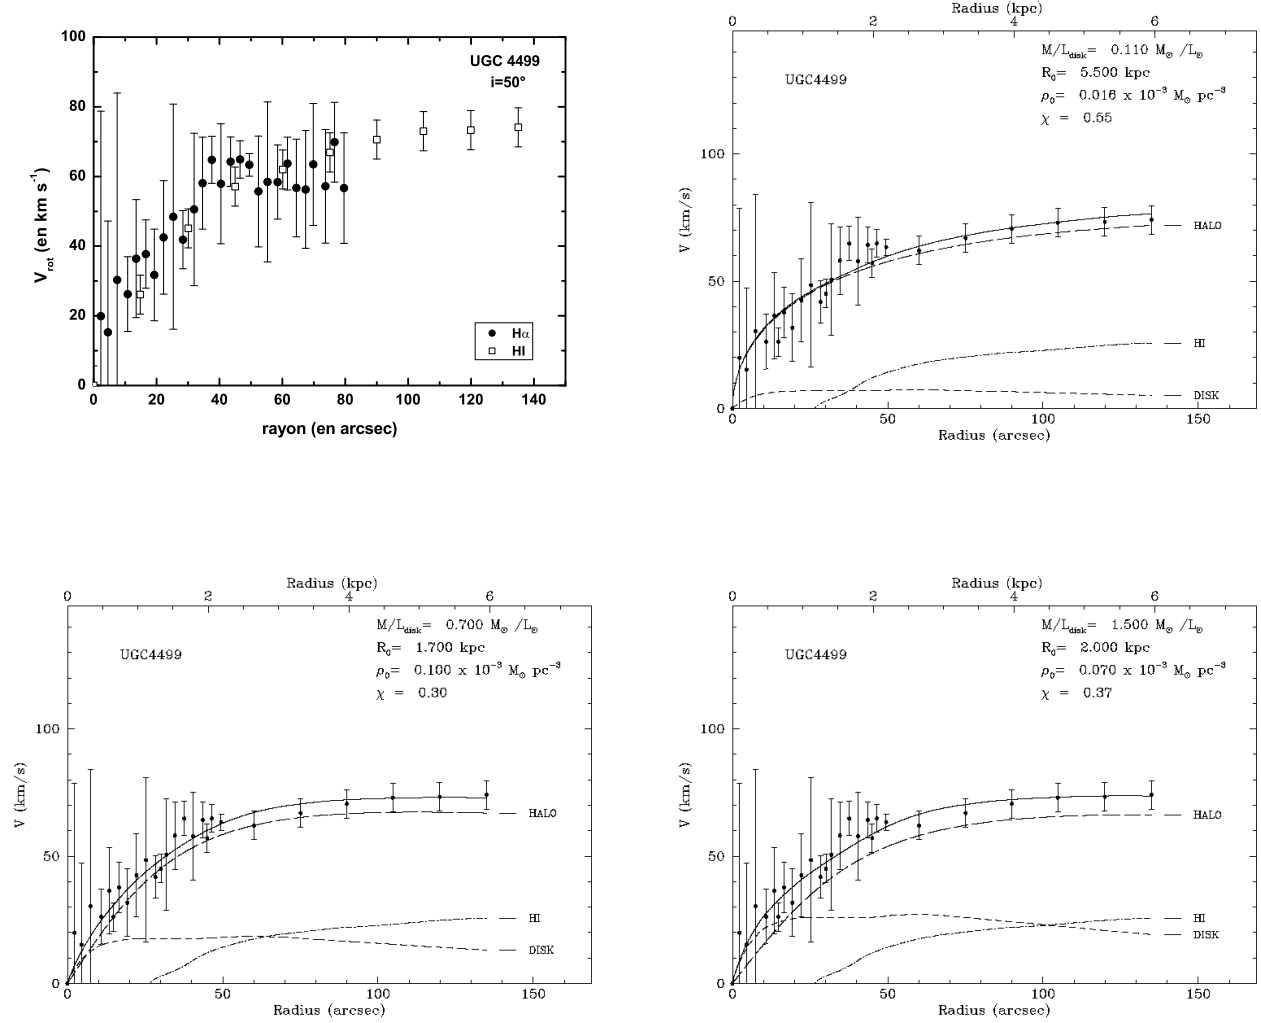 UGC 4499
i=50°
100
80
60
40
20
0
V_rot (en km s⁻¹)
Hα
HI
0 20 40 60 80 100 120 140
rayon (en arcsec)
Radius (kpc)
0 2 4 6
M/L_disk= 0.110 M⊙ /L⊙
R₀= 5.500 kpc
ρ₀= 0.016 x 10⁻³ M⊙ pc⁻³
χ = 0.55
UGC4499
100
50
0
V (km/s)
HALO
HI
DISK
0 50 100 150
Radius (arcsec)
Radius (kpc)
0 2 4 6
M/L_disk= 0.700 M⊙ /L⊙
R₀= 1.700 kpc
ρ₀= 0.100 x 10⁻³ M⊙ pc⁻³
χ = 0.30
UGC4499
100
50
0
V (km/s)
HALO
HI
DISK
0 50 100 150
Radius (arcsec)
Radius (kpc)
0 2 4 6
M/L_disk= 1.500 M⊙ /L⊙
R₀= 2.000 kpc
ρ₀= 0.070 x 10⁻³ M⊙ pc⁻³
χ = 0.37
UGC4499
100
50
0
V (km/s)
HALO
HI
DISK
0 50 100 150
Radius (arcsec)